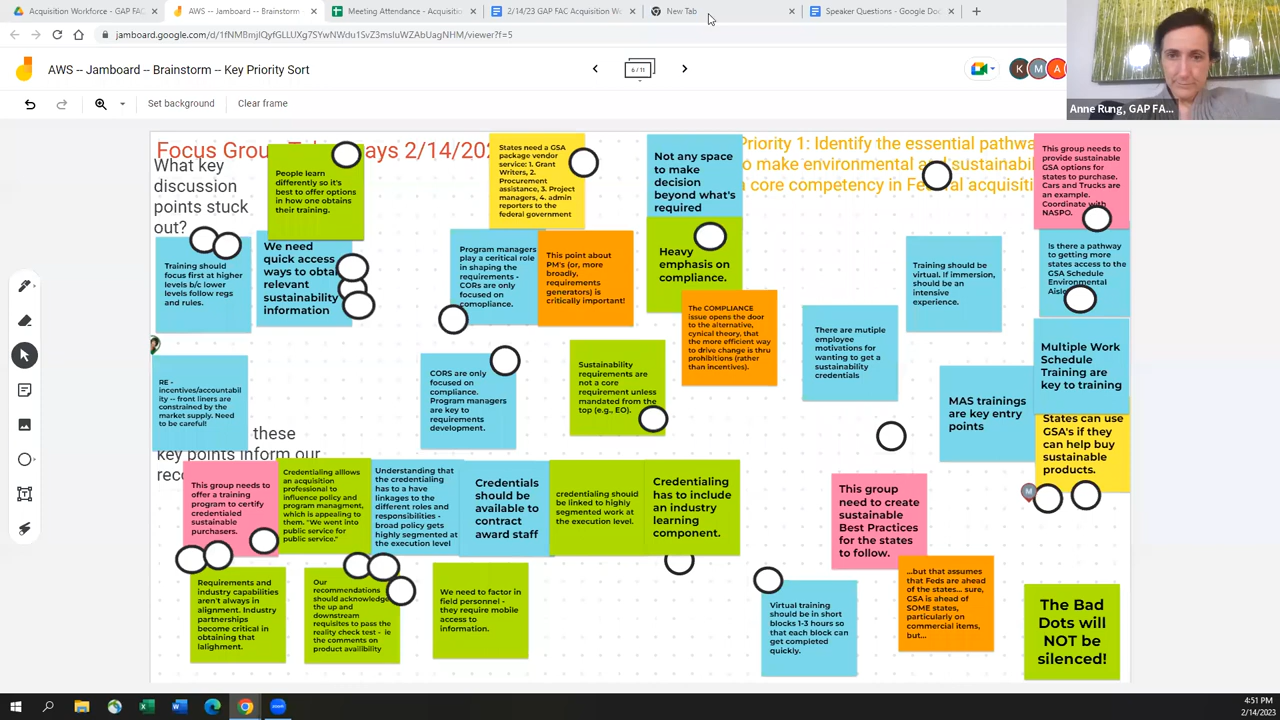 Acquisition Workforce - GAP FAC
AWS -- Jamboard -- Brainstorm
Meeting Attendance - Acquisitio
2/14/23 GAP FAC Acquisition Wo
New Tab
Speaker Questions - Google Doc
AWS -- Jamboard -- Brainstorm -- Key Priority Sort
6 / 11
K M A
Anne Rung, GAP FA...
Set background
Clear frame
Focus Group
ays 2/14/202
Priority 1: Identify the essential pathwa
to make environmental and sustainabi
a core competency in Federal acquisiti
What key
discussion
points stuck
out?
People learn
differently so it's
best to offer options
in how one obtains
their training.
States need a GSA
package vendor
service: 1. Grant
Writers, 2.
Procurement
assistance, 3. Project
managers, 4. admin
reporters to the
federal government
Not any space
to make
decision
beyond what's
required
This group needs to
provide sustainable
GSA options for
states to purchase.
Cars and Trucks are
an example.
Coordinate with
NASPO.
Training should
focus first at higher
levels b/c lower
levels follow regs
and rules.
We need
quick access
ways to obtain
relevant
sustainability
information
Program managers
play a ceritical role in
shaping the
requirements -
CORs are only
focused on
comopliance.
This point about
PM's (or, more
broadly,
requirements
generators) is
critically important!
Heavy
emphasis on
compliance.
The COMPLIANCE
issue opens the door
to the alternative,
cynical theory, that
the more efficient way
to drive change is thru
prohibitions (rather
than incentives).
Training should be
virtual. If immersion,
should be an
intensive
experience.
Is there a pathway
to getting more
states access to the
GSA Schedule
Environmental
Aisle
There are mutiple
employee
motivations for
wanting to get a
sustainability
credentials
Multiple Work
Schedule
Training are
key to training
RE -
incentives/accountabil
ity -- front liners are
constrained by the
market supply. Need
to be careful!
CORS are only
focused on
compliance.
Program managers
are key to
requirements
development.
Sustainability
requirements are
not a core
requirement unless
mandated from the
top (e.g., EO).
MAS trainings
are key entry
points
States can use
GSA's if they
can help buy
sustainable
products.
these
key points inform our
rec
This group needs to
offer a training
program to certify
credentialed
sustainable
purchasers.
Credentialing allows
an acquisition
professional to
influence policy and
program managment,
which is appealing to
them. "We went into
public service for
public service."
Understanding that
the credentialing
has to a have
linkages to the
different roles and
responsibilities -
broad policy gets
highly segmented at
the execution level
Credentials
should be
available to
contract
award staff
credentialing should
be linked to highly
segmented work at
the execution level.
Credentialing
has to include
an industry
learning
component.
This group
need to create
sustainable
Best Practices
for the states
to follow.
M
Requirements and
industry capabilities
aren't always in
alignment. Industry
partnerships
become critical in
obtaining that
lalighment.
Our
recommendations
should acknowledge
the up and
downstream
requisites to pass the
reality check test - ie
the comments on
product availibility
We need to factor in
field personnel -
they require mobile
access to
information.
Virtual training
should be in short
blocks 1-3 hours so
that each block can
get completed
quickly.
...but that assumes
that Feds are ahead
of the states... sure,
GSA is ahead of
SOME states,
particularly on
commercial items,
but...
The Bad
Dots will
NOT be
silenced!
4:51 PM
2/14/2023